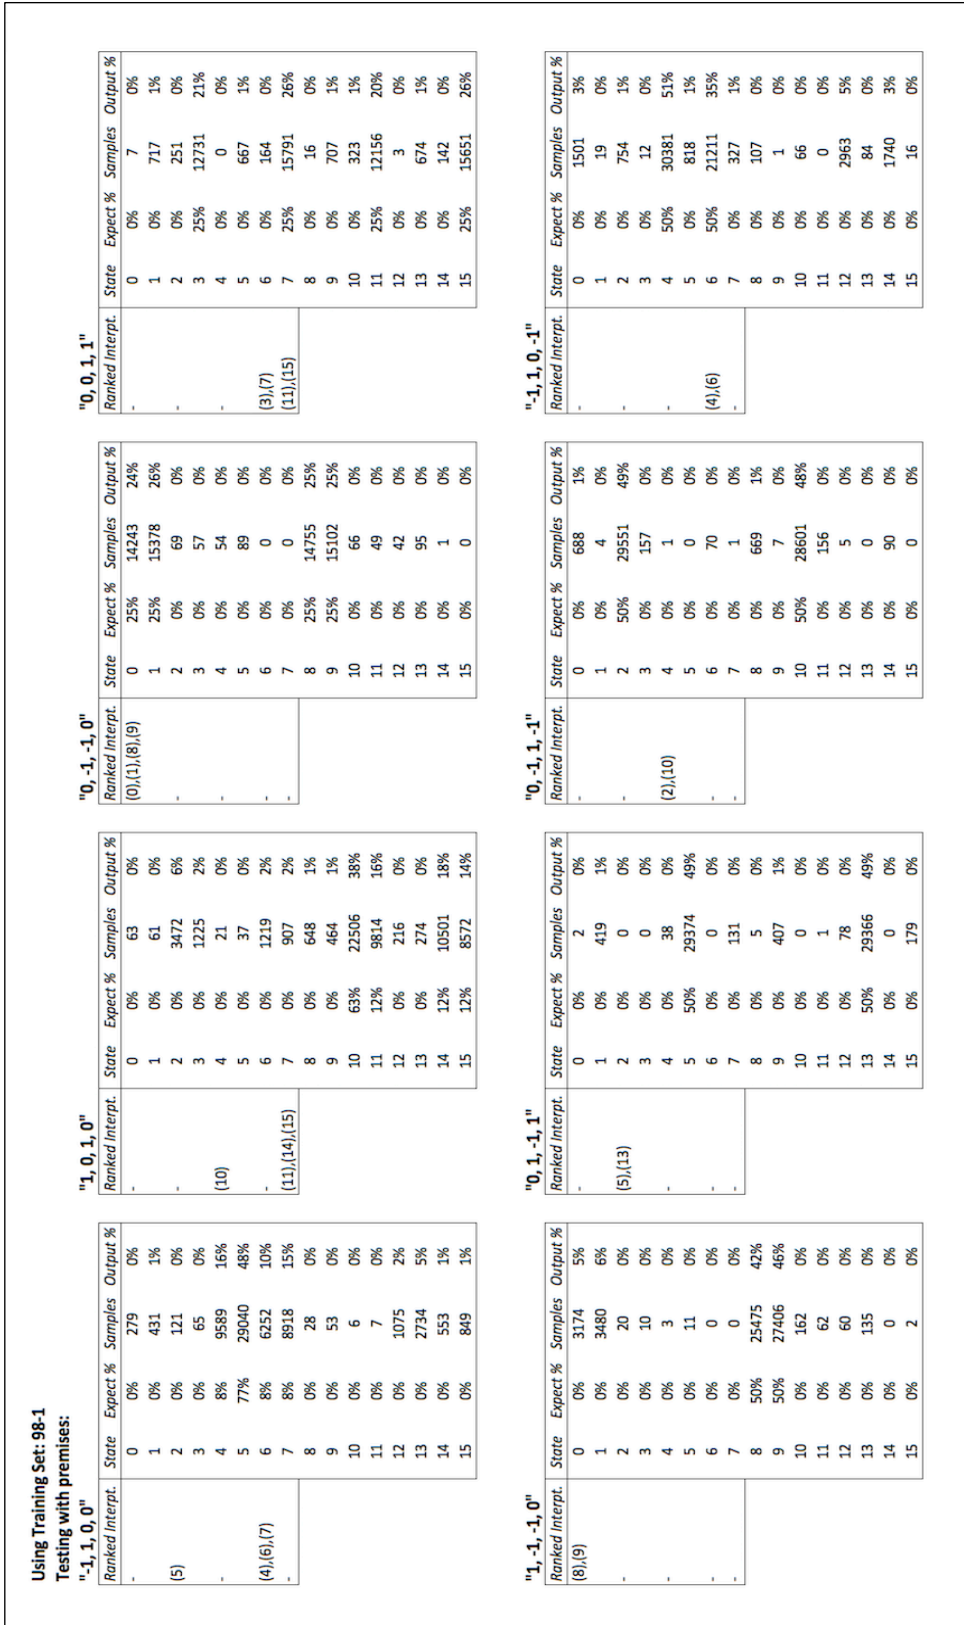 Using Training Set: 98-1
Testing with premises:
"-1, 1, 0, 0"
Ranked Interpt. State Expect % Samples Output %
- 0 0% 279 0%
1 0% 431 1%
(5) 2 0% 121 0%
3 0% 65 0%
- 4 8% 9589 16%
5 77% 29040 48%
(4),(6),(7) 6 8% 6252 10%
- 7 8% 8918 15%
8 0% 28 0%
9 0% 53 0%
10 0% 6 0%
11 0% 7 0%
12 0% 1075 2%
13 0% 2734 5%
14 0% 553 1%
15 0% 849 1%
"1, 0, 1, 0"
Ranked Interpt. State Expect % Samples Output %
- 0 0% 63 0%
1 0% 61 0%
- 2 0% 3472 6%
3 0% 1225 2%
(10) 4 0% 21 0%
5 0% 37 0%
- 6 0% 1219 2%
(11),(14),(15) 7 0% 907 2%
8 0% 648 1%
9 0% 464 1%
10 63% 22506 38%
11 12% 9814 16%
12 0% 216 0%
13 0% 274 0%
14 12% 10501 18%
15 12% 8572 14%
"0, -1, -1, 0"
Ranked Interpt. State Expect % Samples Output %
(0),(1),(8),(9) 0 25% 14243 24%
1 25% 15378 26%
- 2 0% 69 0%
3 0% 57 0%
- 4 0% 54 0%
5 0% 89 0%
- 6 0% 0 0%
- 7 0% 0 0%
8 25% 14755 25%
9 25% 15102 25%
10 0% 66 0%
11 0% 49 0%
12 0% 42 0%
13 0% 95 0%
14 0% 1 0%
15 0% 0 0%
"0, 0, 1, 1"
Ranked Interpt. State Expect % Samples Output %
- 0 0% 7 0%
1 0% 717 1%
- 2 0% 251 0%
3 25% 12731 21%
- 4 0% 0 0%
5 0% 667 1%
(3),(7) 6 0% 164 0%
(11),(15) 7 25% 15791 26%
8 0% 16 0%
9 0% 707 1%
10 0% 323 1%
11 25% 12156 20%
12 0% 3 0%
13 0% 674 1%
14 0% 142 0%
15 25% 15651 26%
"1, -1, -1, 0"
Ranked Interpt. State Expect % Samples Output %
(8),(9) 0 0% 3174 5%
1 0% 3480 6%
- 2 0% 20 0%
3 0% 10 0%
- 4 0% 3 0%
5 0% 11 0%
- 6 0% 0 0%
- 7 0% 0 0%
8 50% 25475 42%
9 50% 27406 46%
10 0% 162 0%
11 0% 62 0%
12 0% 60 0%
13 0% 135 0%
14 0% 0 0%
15 0% 2 0%
"0, 1, -1, 1"
Ranked Interpt. State Expect % Samples Output %
- 0 0% 2 0%
1 0% 419 1%
(5),(13) 2 0% 0 0%
3 0% 0 0%
- 4 0% 38 0%
5 50% 29374 49%
- 6 0% 0 0%
- 7 0% 131 0%
8 0% 5 0%
9 0% 407 1%
10 0% 0 0%
11 0% 1 0%
12 0% 78 0%
13 50% 29366 49%
14 0% 0 0%
15 0% 179 0%
"0, -1, 1, -1"
Ranked Interpt. State Expect % Samples Output %
- 0 0% 688 1%
1 0% 4 0%
- 2 50% 29551 49%
3 0% 157 0%
(2),(10) 4 0% 1 0%
5 0% 0 0%
- 6 0% 70 0%
- 7 0% 1 0%
8 0% 669 1%
9 0% 7 0%
10 50% 28601 48%
11 0% 156 0%
12 0% 5 0%
13 0% 0 0%
14 0% 90 0%
15 0% 0 0%
"-1, 1, 0, -1"
Ranked Interpt. State Expect % Samples Output %
- 0 0% 1501 3%
1 0% 19 0%
- 2 0% 754 1%
3 0% 12 0%
- 4 50% 30381 51%
5 0% 818 1%
(4),(6) 6 50% 21211 35%
- 7 0% 327 1%
8 0% 107 0%
9 0% 1 0%
10 0% 66 0%
11 0% 0 0%
12 0% 2963 5%
13 0% 84 0%
14 0% 1740 3%
15 0% 16 0%